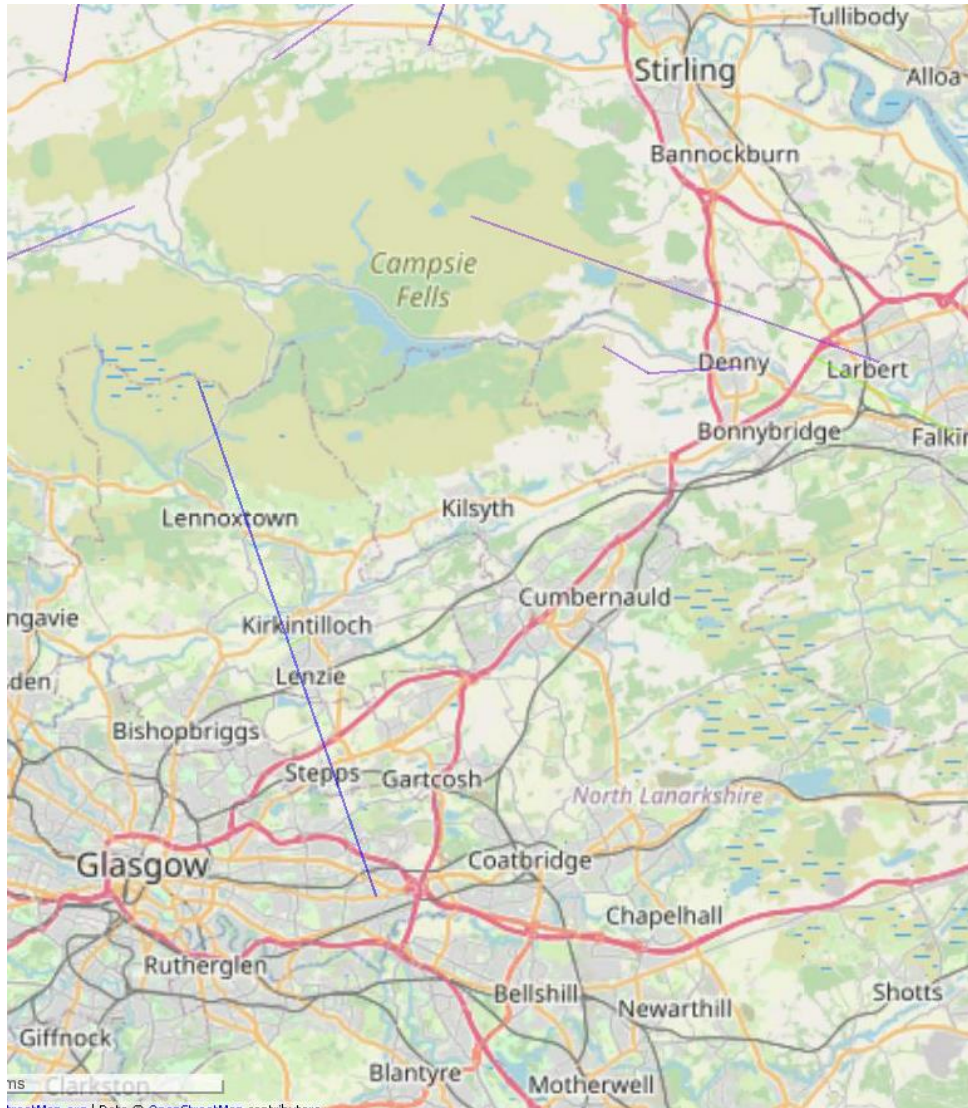 Tullibody
Stirling
Alloa
Bannockburn
Campsie
Fells
Denny
Larbert
Bonnybridge
Falkir
Kilsyth
Lennoxtown
Cumbernauld
ngavie
Kirkintilloch
Lenzie
den
Bishopbriggs
Stepps
Gartcosh
North Lanarkshire
Glasgow
Coatbridge
Chapelhall
Rutherglen
Bellshill
Shotts
Newarthill
Giffnock
Blantyre
Motherwell
ms
Clarkston